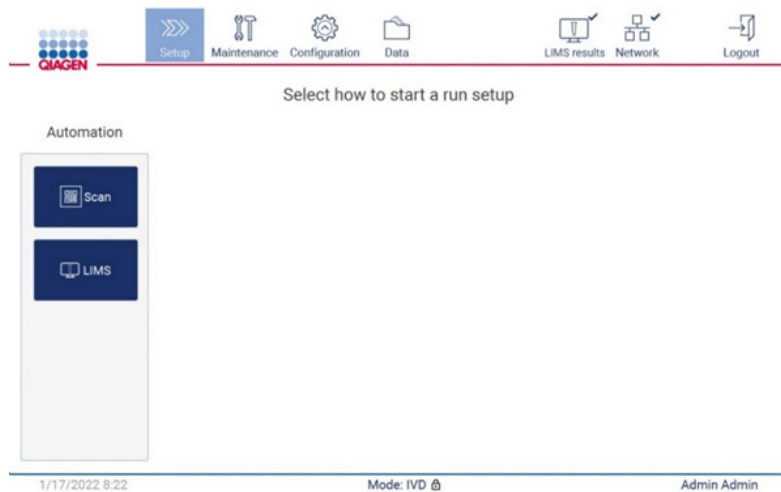 QIAGEN
Setup
Maintenance
Configuration
Data
LIMS results
Network
Logout
Select how to start a run setup
Automation
Scan
LIMS
1/17/2022 8:22
Mode: IVD
Admin Admin